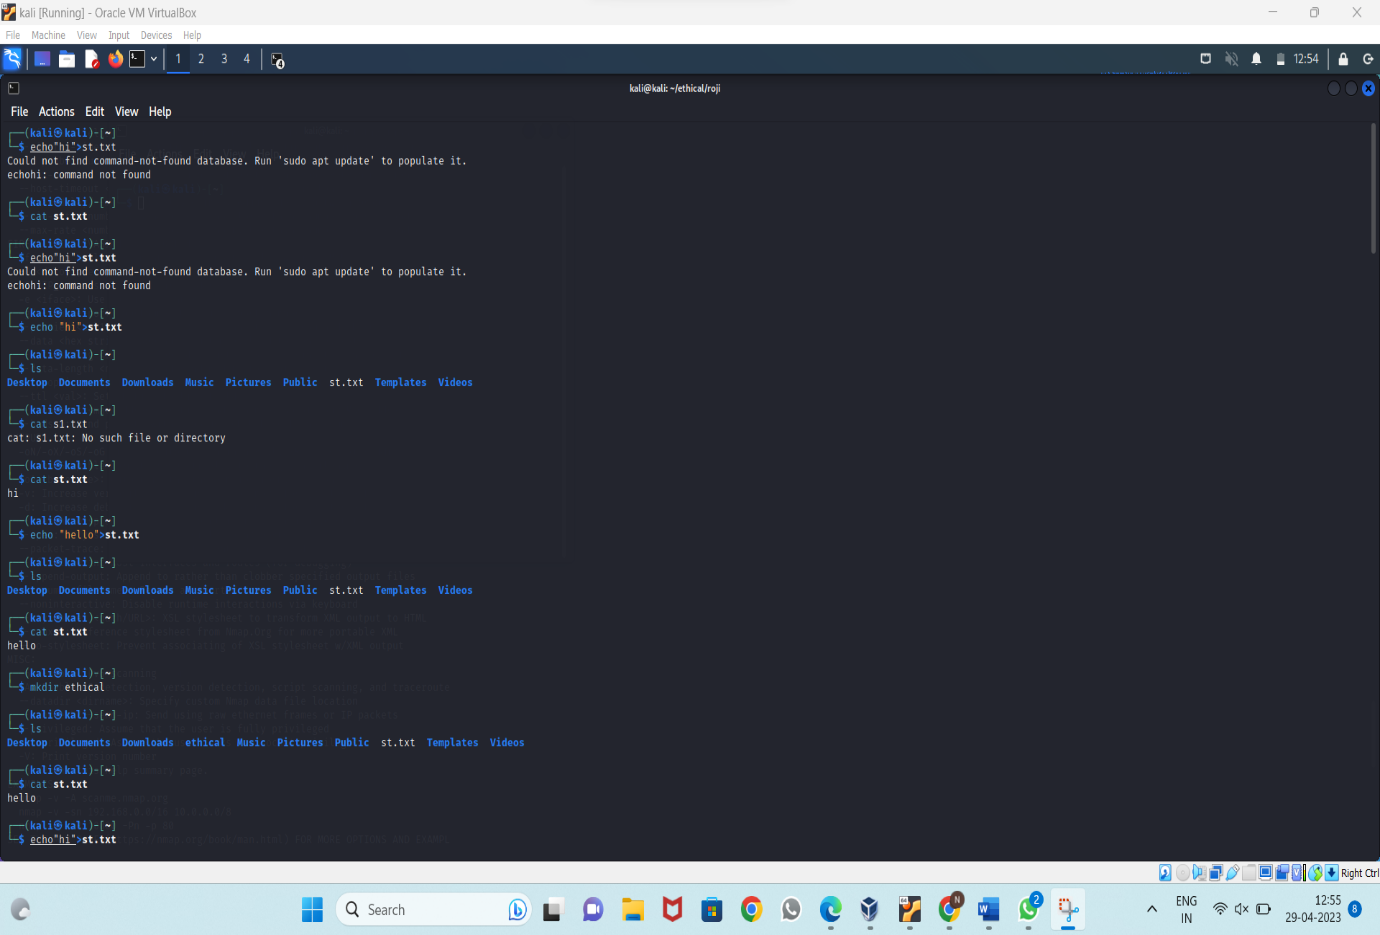 kali [Running] - Oracle VM VirtualBox
File Machine View Input Devices Help
1 2 3 4 4 12:54
kali@kali: ~/ethical/roji
File Actions Edit View Help
┌──(kali㉿kali)-[~]
└─$ echo"hi">st.txt
Could not find command-not-found database. Run 'sudo apt update' to populate it.
echohi: command not found
┌──(kali㉿kali)-[~]
└─$ cat st.txt
┌──(kali㉿kali)-[~]
└─$ echo"hi">st.txt
Could not find command-not-found database. Run 'sudo apt update' to populate it.
echohi: command not found
┌──(kali㉿kali)-[~]
└─$ echo "hi">st.txt
┌──(kali㉿kali)-[~]
└─$ ls
Desktop Documents Downloads Music Pictures Public st.txt Templates Videos
┌──(kali㉿kali)-[~]
└─$ cat s1.txt
cat: s1.txt: No such file or directory
┌──(kali㉿kali)-[~]
└─$ cat st.txt
hi
┌──(kali㉿kali)-[~]
└─$ echo "hello">st.txt
┌──(kali㉿kali)-[~]
└─$ ls
Desktop Documents Downloads Music Pictures Public st.txt Templates Videos
┌──(kali㉿kali)-[~]
└─$ cat st.txt
hello
┌──(kali㉿kali)-[~]
└─$ mkdir ethical
┌──(kali㉿kali)-[~]
└─$ ls
Desktop Documents Downloads ethical Music Pictures Public st.txt Templates Videos
┌──(kali㉿kali)-[~]
└─$ cat st.txt
hello
┌──(kali㉿kali)-[~]
└─$ echo"hi">st.txt
Right Ctrl
Search
N
2
ENG
IN
12:55
29-04-2023
8